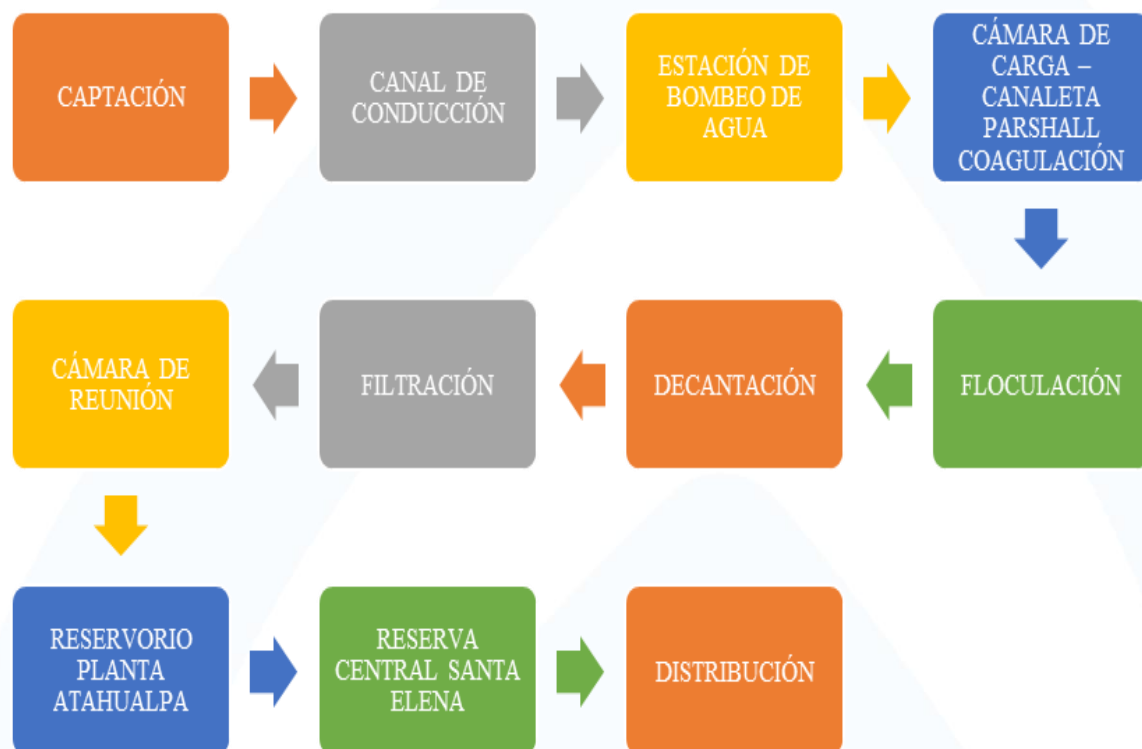 CAPTACIÓN
CANAL DE
CONDUCCIÓN
ESTACIÓN DE
BOMBEO DE
AGUA
CÁMARA DE
CARGA –
CANALETA
PARSHALL
COAGULACIÓN
FLOCULACIÓN
DECANTACIÓN
FILTRACIÓN
CÁMARA DE
REUNIÓN
RESERVORIO
PLANTA
ATAHUALPA
RESERVA
CENTRAL SANTA
ELENA
DISTRIBUCIÓN